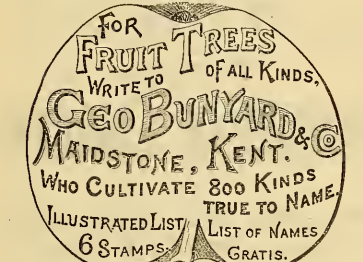 FOR
FRUIT TREES
WRITE TO OF ALL KINDS,
GEO BUNYARD & CO
MAIDSTONE, KENT.
WHO CULTIVATE 800 KINDS
TRUE TO NAME.
ILLUSTRATED LIST LIST OF NAMES
6 STAMPS. GRATIS.